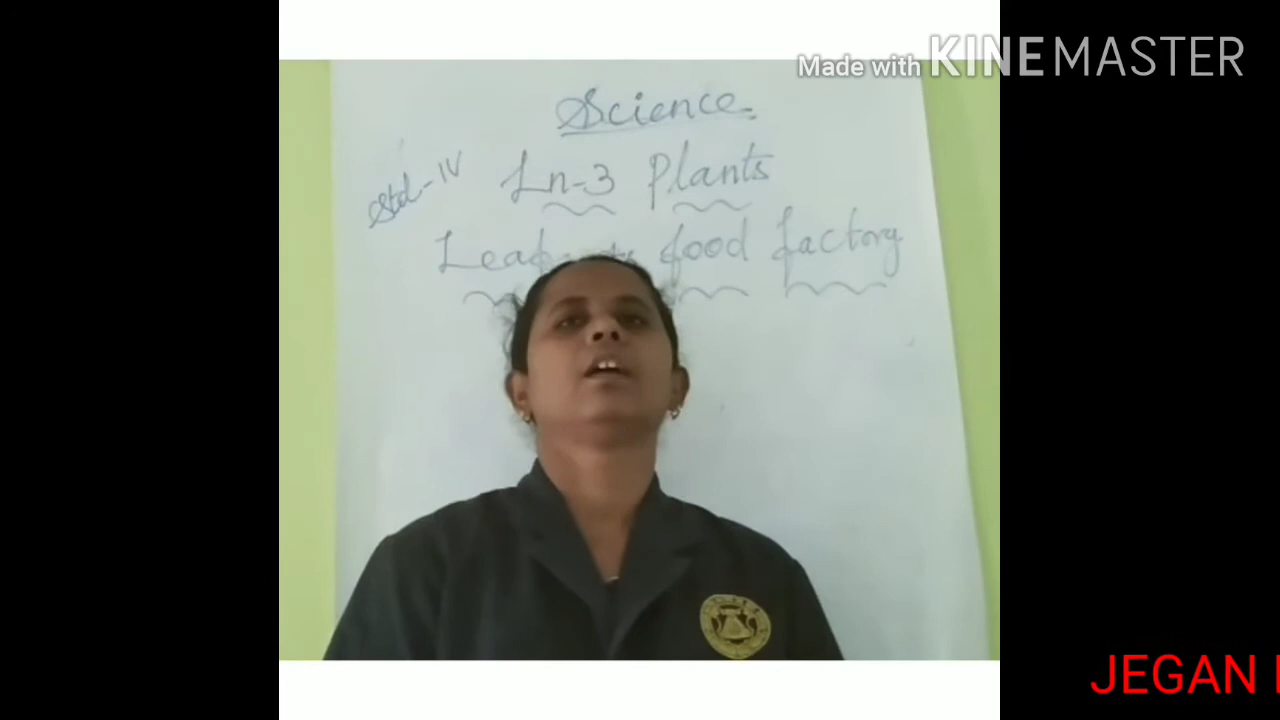 Made with KINEMASTER
Science
Std-IV
Ln-3 Plants
Leaf food factory
JEGAN